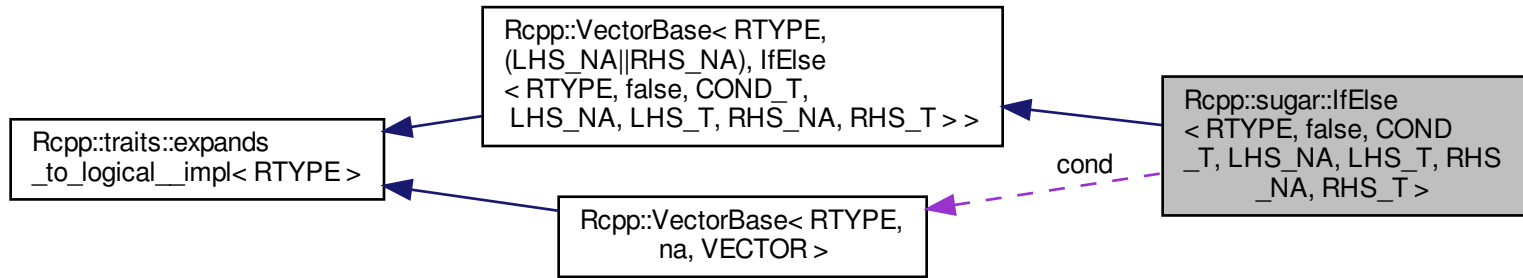 Rcpp::traits::expands
_to_logical__impl< RTYPE >
Rcpp::VectorBase< RTYPE,
(LHS_NA||RHS_NA), IfElse
< RTYPE, false, COND_T,
LHS_NA, LHS_T, RHS_NA, RHS_T > >
Rcpp::VectorBase< RTYPE,
na, VECTOR >
cond
Rcpp::sugar::IfElse
< RTYPE, false, COND
_T, LHS_NA, LHS_T, RHS
_NA, RHS_T >